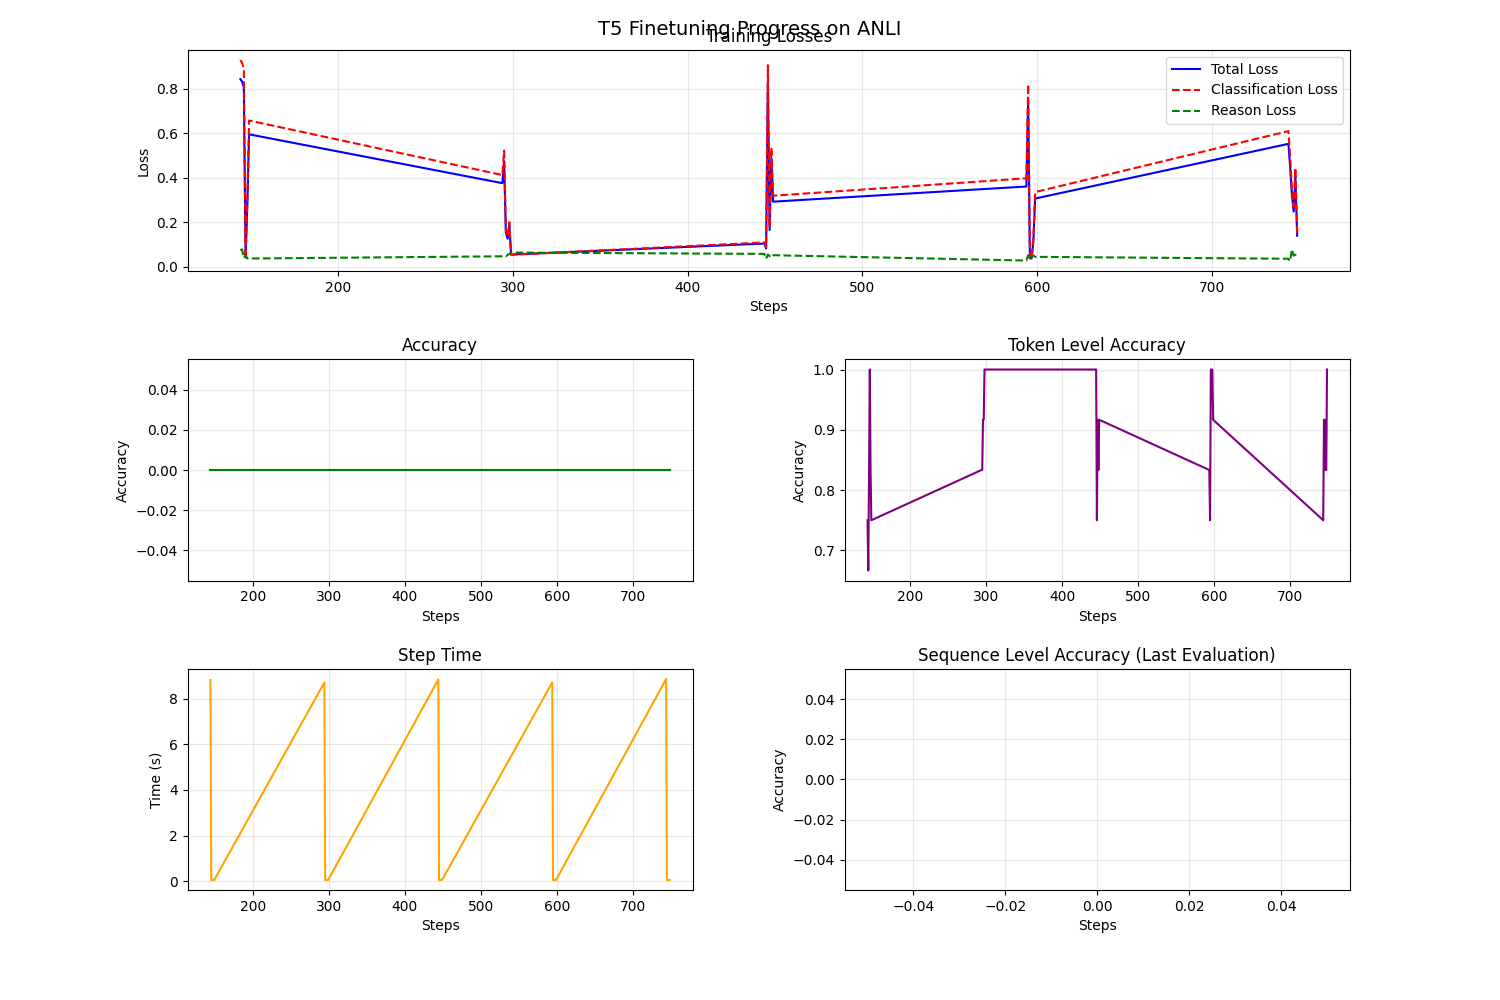 T5 Finetuning Progress on ANLI
Training Losses
0.8
0.6
0.4
0.2
0.0
Loss
Total Loss
Classification Loss
Reason Loss
200 300 400 500 600 700
Steps
Accuracy
0.04
0.02
0.00
−0.02
−0.04
Accuracy
200 300 400 500 600 700
Steps
Token Level Accuracy
1.0
0.9
0.8
0.7
Accuracy
200 300 400 500 600 700
Steps
Step Time
8
6
4
2
0
Time (s)
200 300 400 500 600 700
Steps
Sequence Level Accuracy (Last Evaluation)
0.04
0.02
0.00
−0.02
−0.04
Accuracy
−0.04 −0.02 0.00 0.02 0.04
Steps